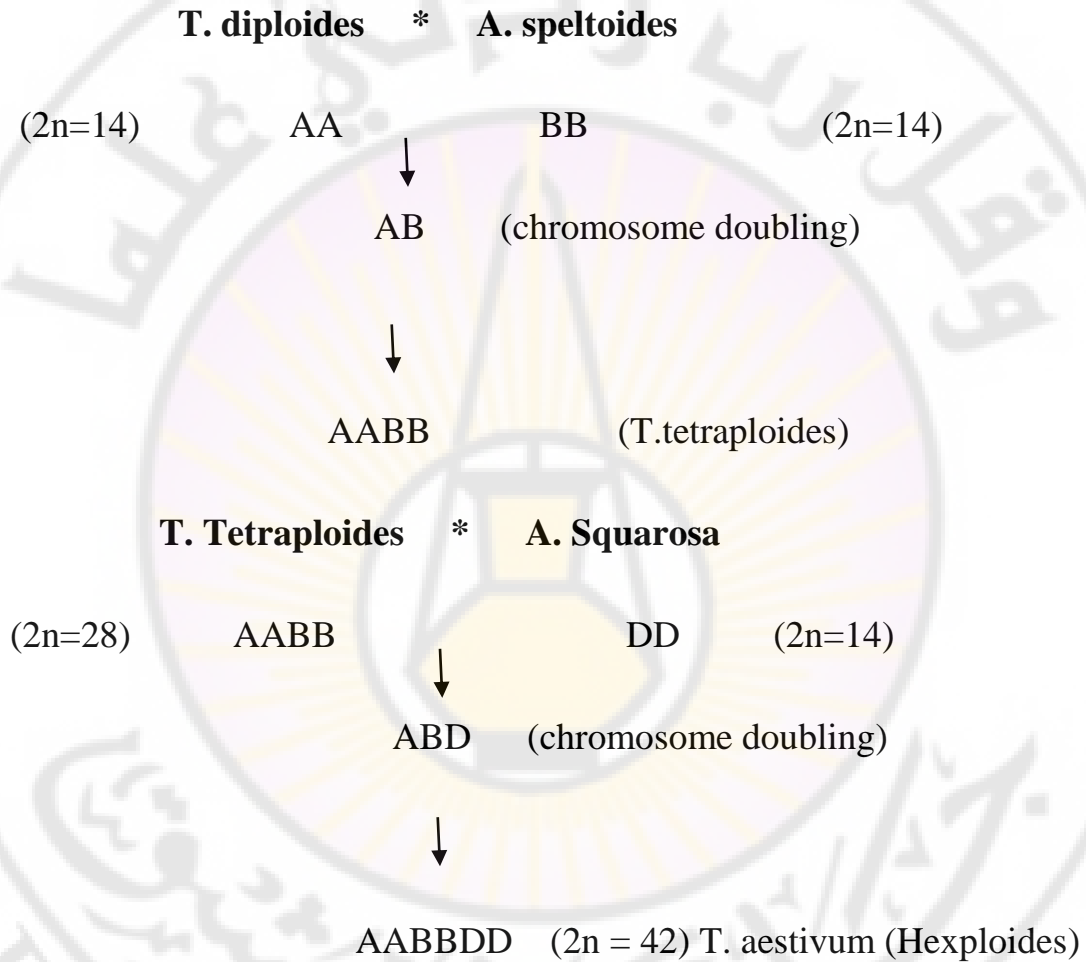 T. diploides * A. speltoides
(2n=14) AA BB (2n=14)
AB (chromosome doubling)
AABB (T.tetraploides)
T. Tetraploides * A. Squarosa
(2n=28) AABB DD (2n=14)
ABD (chromosome doubling)
AABBDD (2n = 42) T. aestivum (Hexploides)